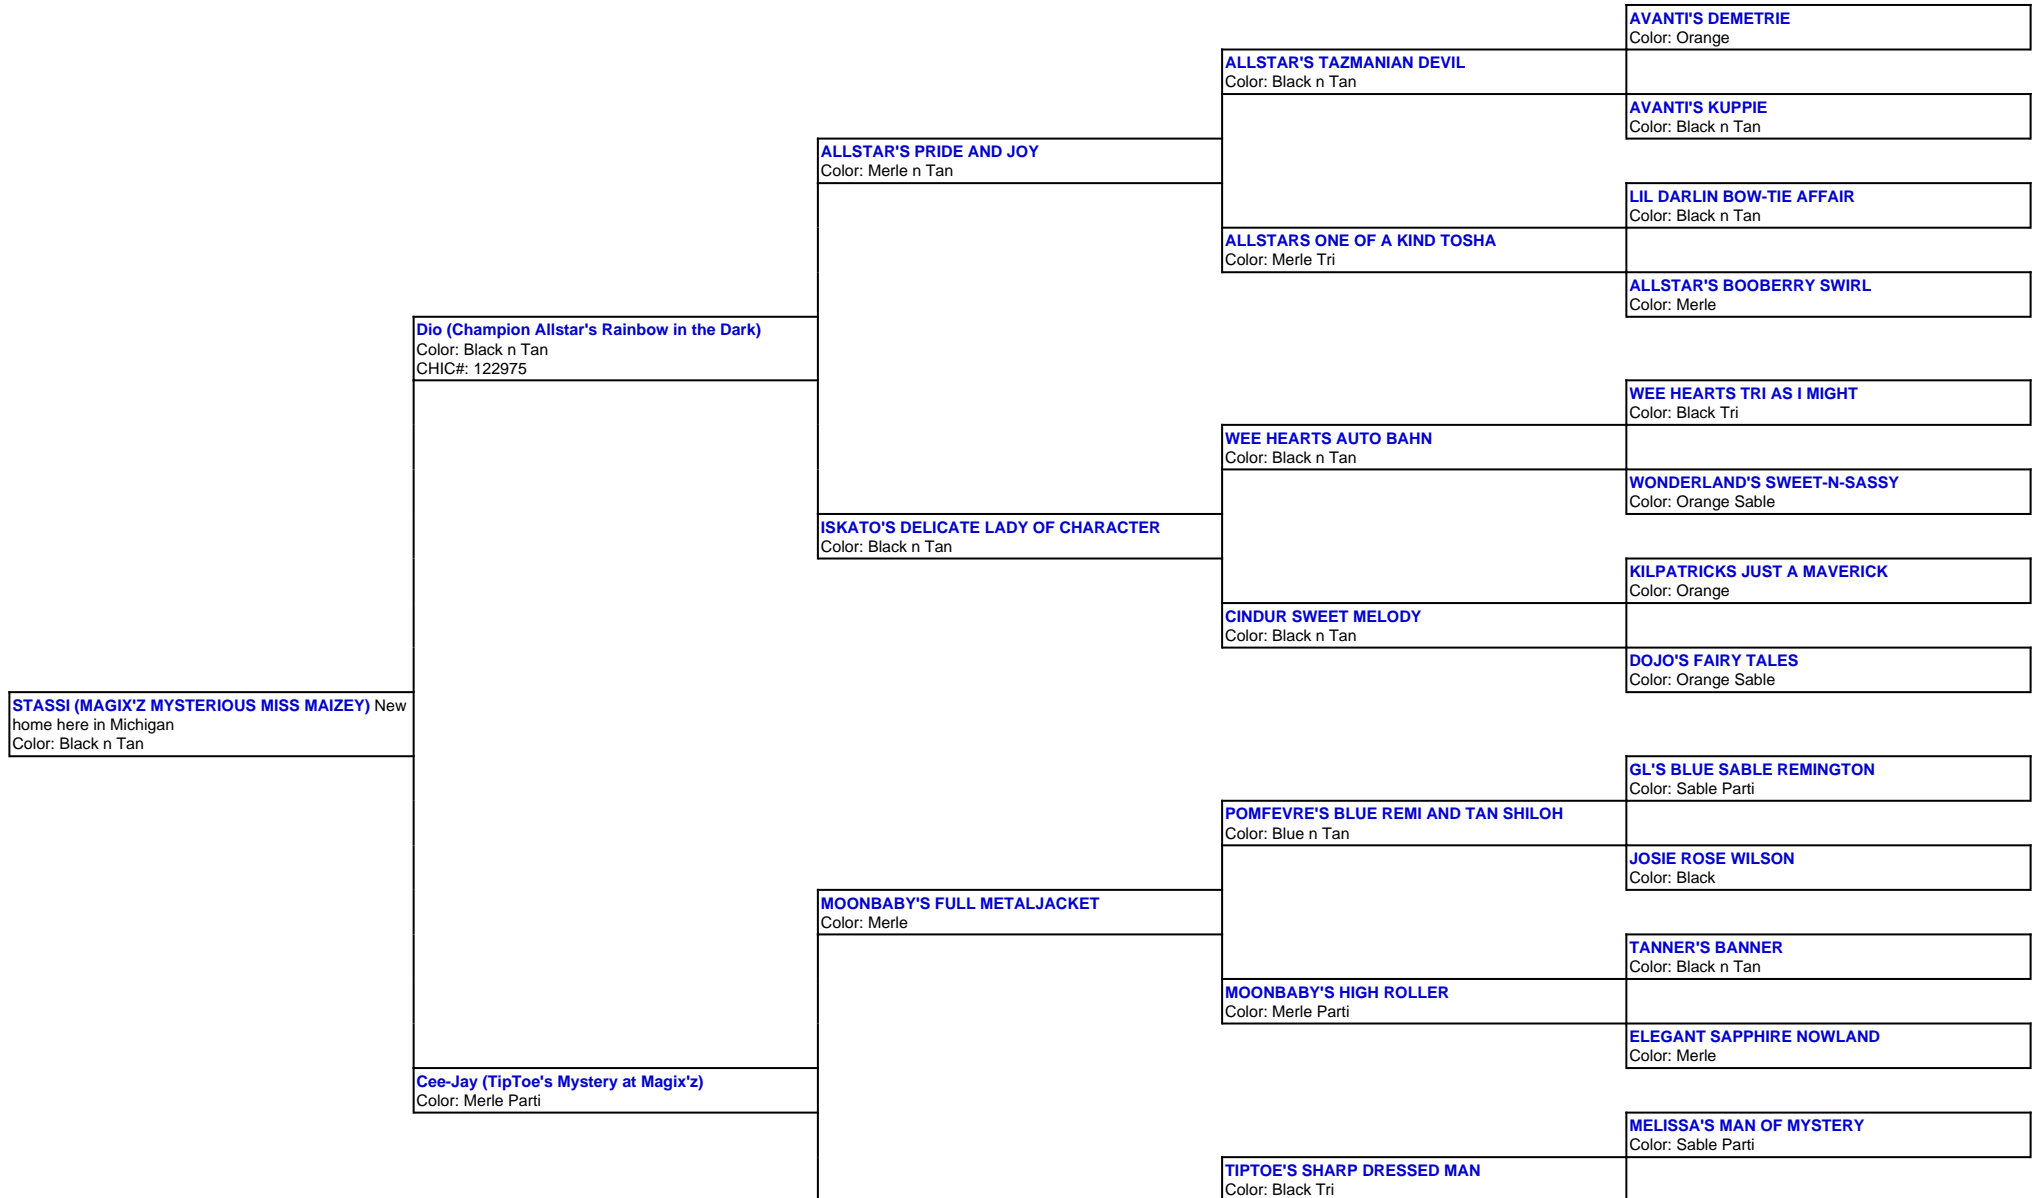 AVANTI'S DEMETRIE
Color: Orange
ALLSTAR'S TAZMANIAN DEVIL
Color: Black n Tan
AVANTI'S KUPPIE
Color: Black n Tan
ALLSTAR'S PRIDE AND JOY
Color: Merle n Tan
LIL DARLIN BOW-TIE AFFAIR
Color: Black n Tan
ALLSTARS ONE OF A KIND TOSHA
Color: Merle Tri
ALLSTAR'S BOOBERRY SWIRL
Color: Merle
Dio (Champion Allstar's Rainbow in the Dark)
Color: Black n Tan
CHIC#: 122975
WEE HEARTS TRI AS I MIGHT
Color: Black Tri
WEE HEARTS AUTO BAHN
Color: Black n Tan
WONDERLAND'S SWEET-N-SASSY
Color: Orange Sable
ISKATO'S DELICATE LADY OF CHARACTER
Color: Black n Tan
KILPATRICKS JUST A MAVERICK
Color: Orange
CINDUR SWEET MELODY
Color: Black n Tan
DOJO'S FAIRY TALES
Color: Orange Sable
STASSI (MAGIX'Z MYSTERIOUS MISS MAIZEY) New
home here in Michigan
Color: Black n Tan
GL'S BLUE SABLE REMINGTON
Color: Sable Parti
POMFEVRE'S BLUE REMI AND TAN SHILOH
Color: Blue n Tan
JOSIE ROSE WILSON
Color: Black
MOONBABY'S FULL METALJACKET
Color: Merle
TANNER'S BANNER
Color: Black n Tan
MOONBABY'S HIGH ROLLER
Color: Merle Parti
ELEGANT SAPPHIRE NOWLAND
Color: Merle
Cee-Jay (TipToe's Mystery at Magix'z)
Color: Merle Parti
MELISSA'S MAN OF MYSTERY
Color: Sable Parti
TIPTOE'S SHARP DRESSED MAN
Color: Black Tri